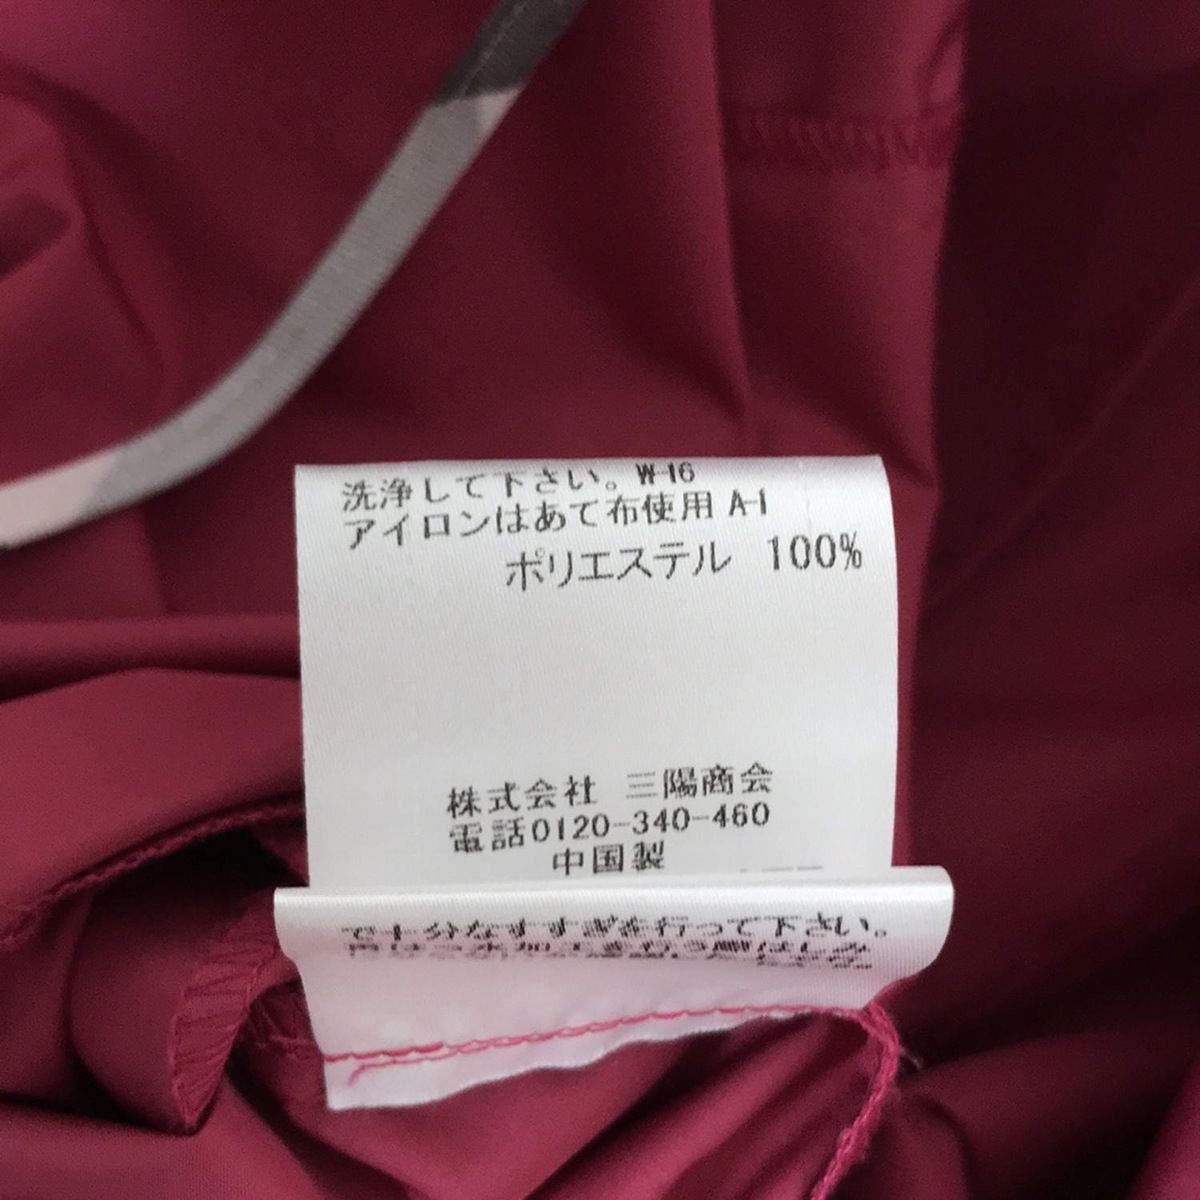 洗浄して下さい。W-16
アイロンはあて布使用 A-1
ポリエステル 100%
株式会社 三陽商会
電話0120-340-460
中国製
で十分なすすぎを行って下さい。